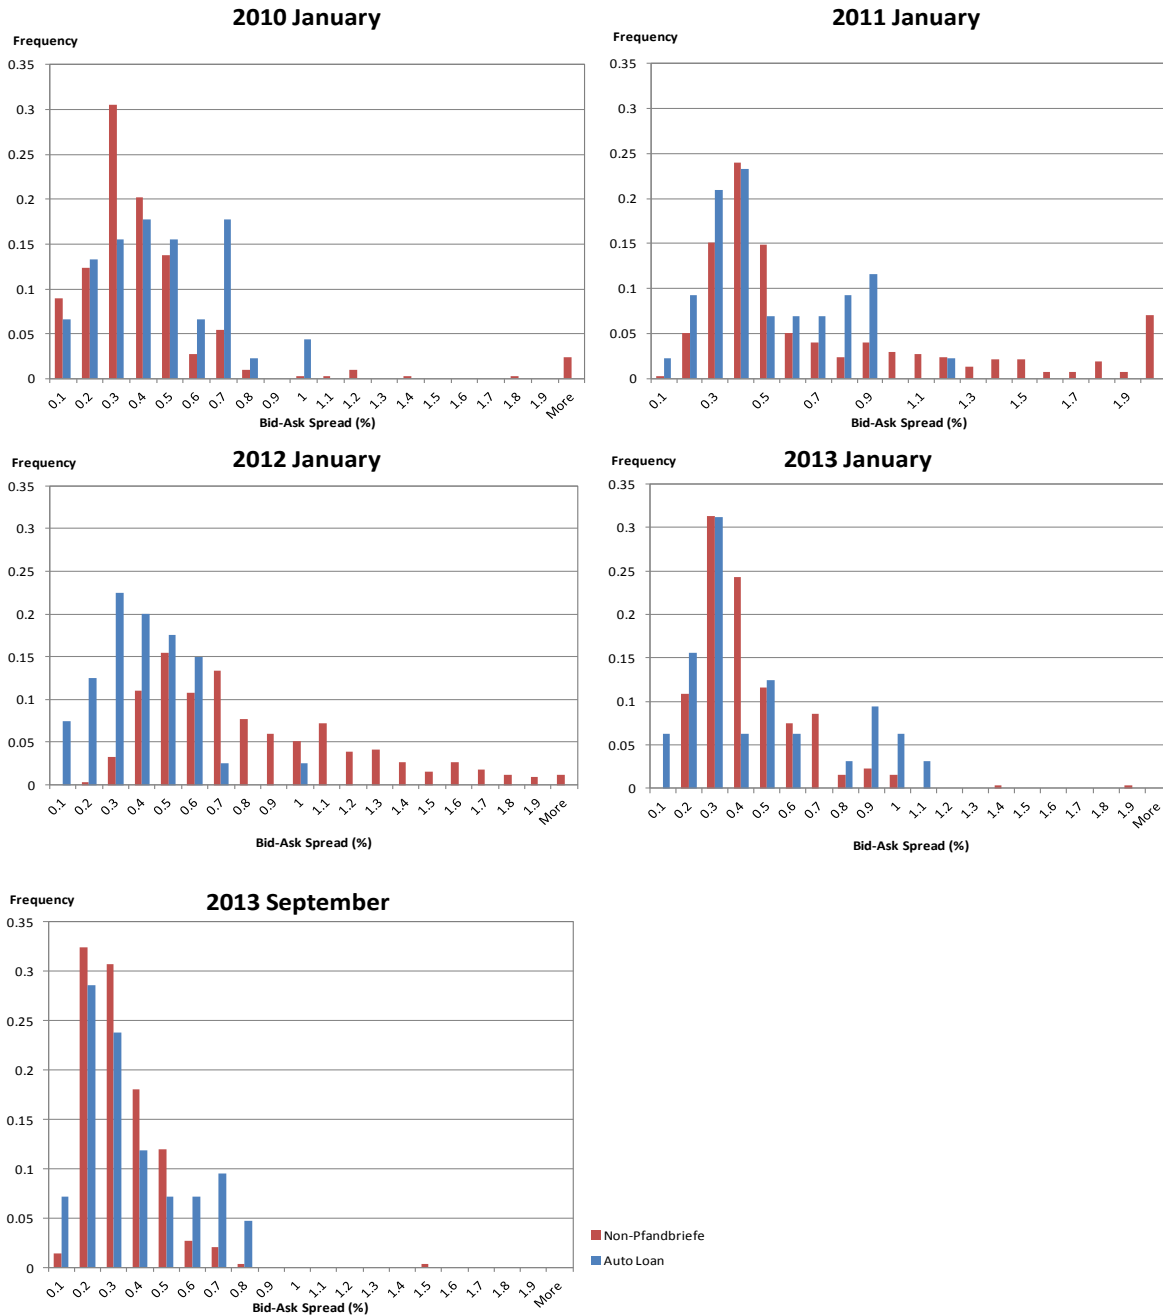 2010 January
Frequency
0.35
0.3
0.25
0.2
0.15
0.1
0.05
0
0.1 0.2 0.3 0.4 0.5 0.6 0.7 0.8 0.9 1 1.1 1.2 1.3 1.4 1.5 1.6 1.7 1.8 1.9 More
Bid-Ask Spread (%)
2011 January
Frequency
0.35
0.3
0.25
0.2
0.15
0.1
0.05
0
0.1 0.3 0.5 0.7 0.9 1.1 1.3 1.5 1.7 1.9
Bid-Ask Spread (%)
2012 January
Frequency
0.35
0.3
0.25
0.2
0.15
0.1
0.05
0
0.1 0.2 0.3 0.4 0.5 0.6 0.7 0.8 0.9 1 1.1 1.2 1.3 1.4 1.5 1.6 1.7 1.8 1.9 More
Bid-Ask Spread (%)
2013 January
Frequency
0.35
0.3
0.25
0.2
0.15
0.1
0.05
0
0.1 0.2 0.3 0.4 0.5 0.6 0.7 0.8 0.9 1 1.1 1.2 1.3 1.4 1.5 1.6 1.7 1.8 1.9 More
Bid-Ask Spread (%)
2013 September
Frequency
0.35
0.3
0.25
0.2
0.15
0.1
0.05
0
0.1 0.2 0.3 0.4 0.5 0.6 0.7 0.8 0.9 1 1.1 1.2 1.3 1.4 1.5 1.6 1.7 1.8 1.9 More
Bid-Ask Spread (%)
Non-Pfandbriefe
Auto Loan